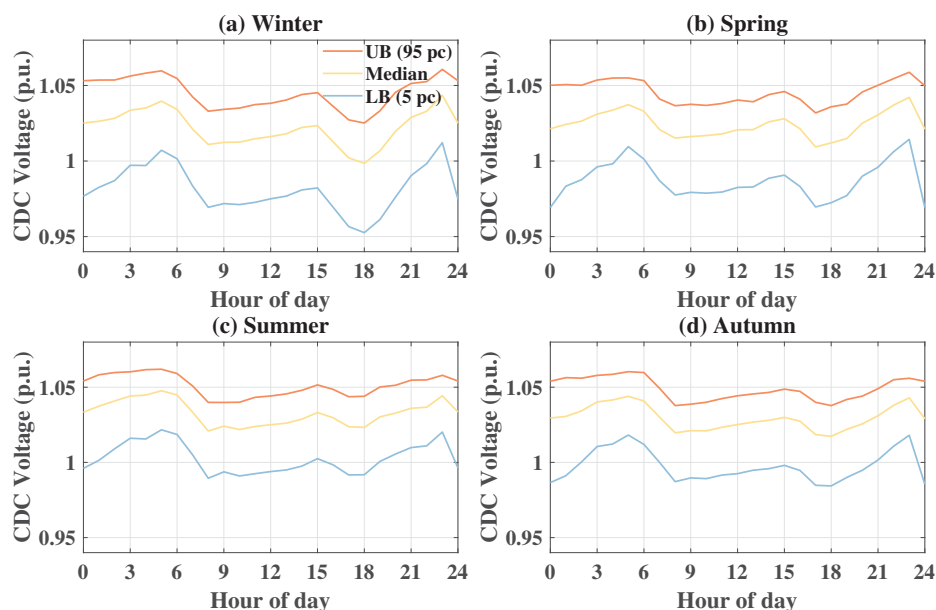 (a) Winter
CDC Voltage (p.u.)
1.05
1
0.95
UB (95 pc)
Median
LB (5 pc)
0 3 6 9 12 15 18 21 24
Hour of day
(b) Spring
CDC Voltage (p.u.)
1.05
1
0.95
0 3 6 9 12 15 18 21 24
Hour of day
(c) Summer
CDC Voltage (p.u.)
1.05
1
0.95
0 3 6 9 12 15 18 21 24
Hour of day
(d) Autumn
CDC Voltage (p.u.)
1.05
1
0.95
0 3 6 9 12 15 18 21 24
Hour of day